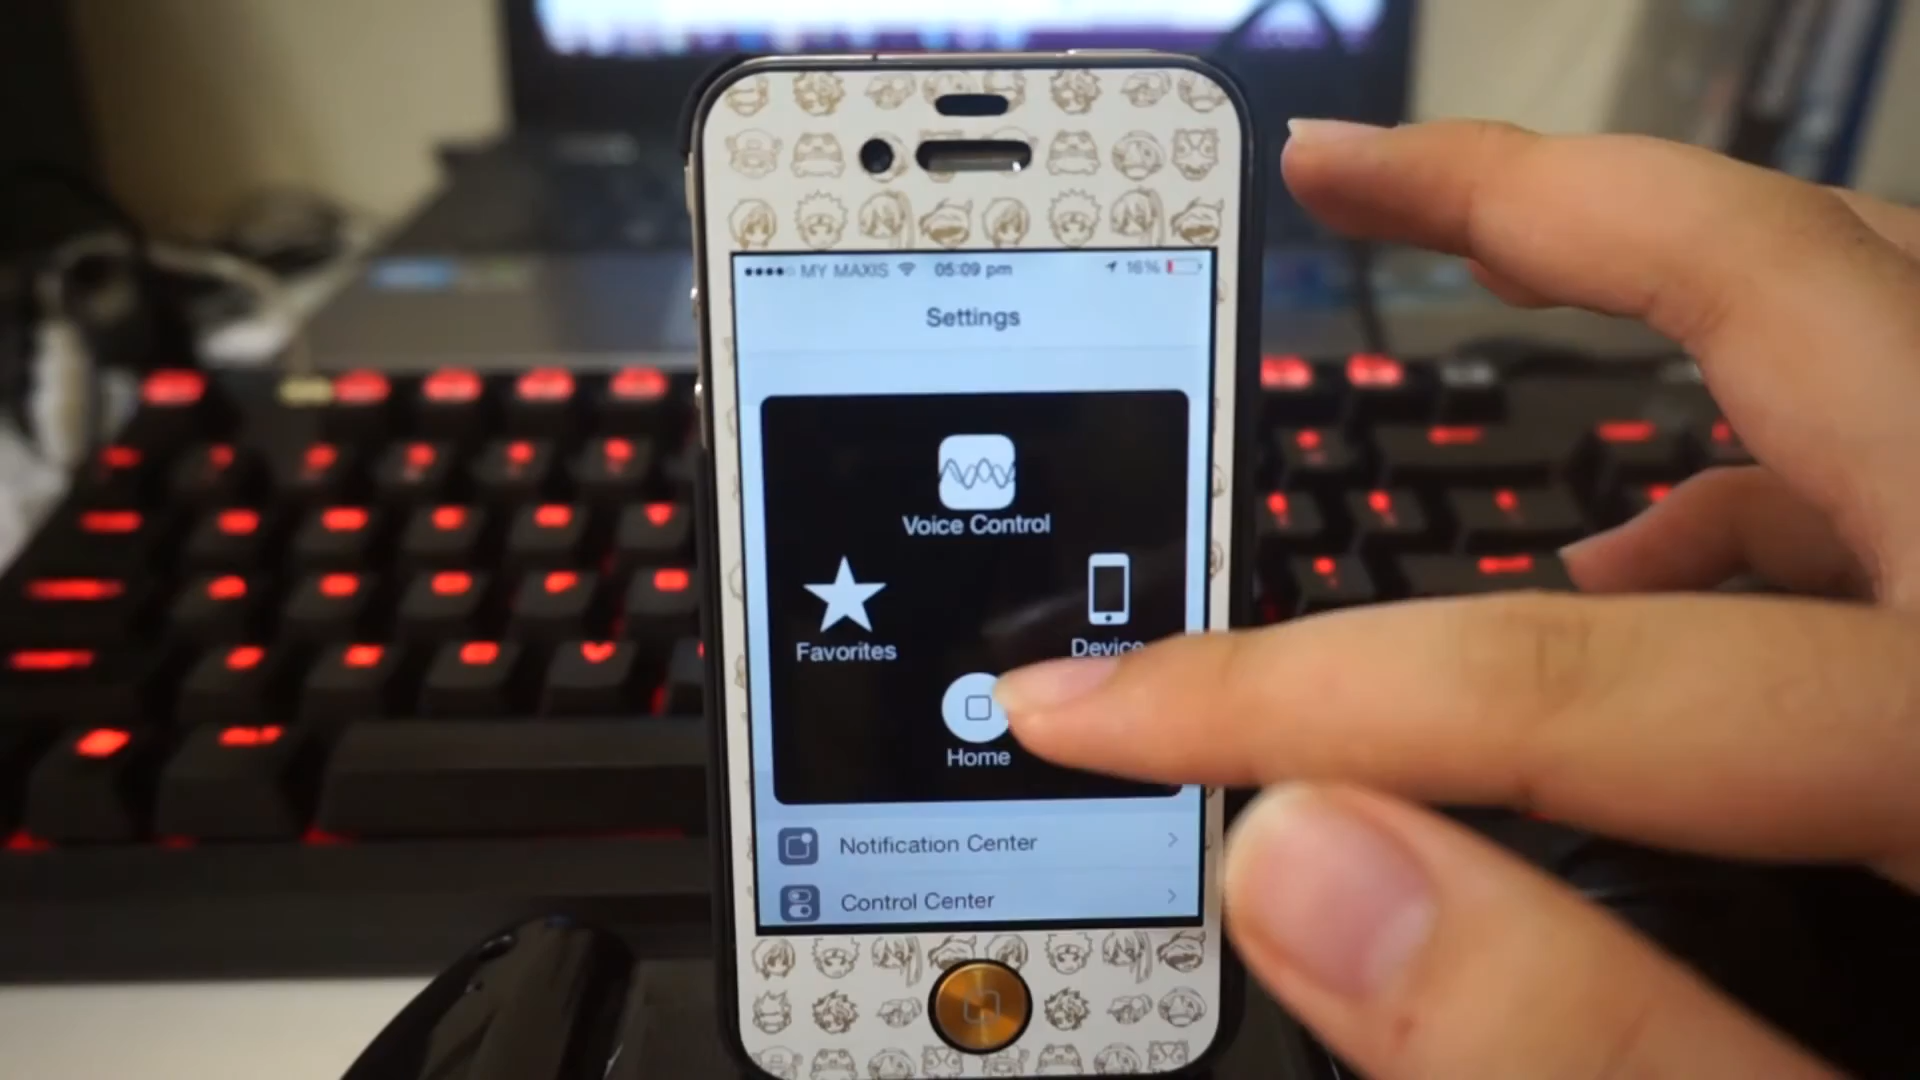 MY MAXIS 05:09 pm 16%
Settings
Voice Control
Favorites
Device
Home
Notification Center
Control Center